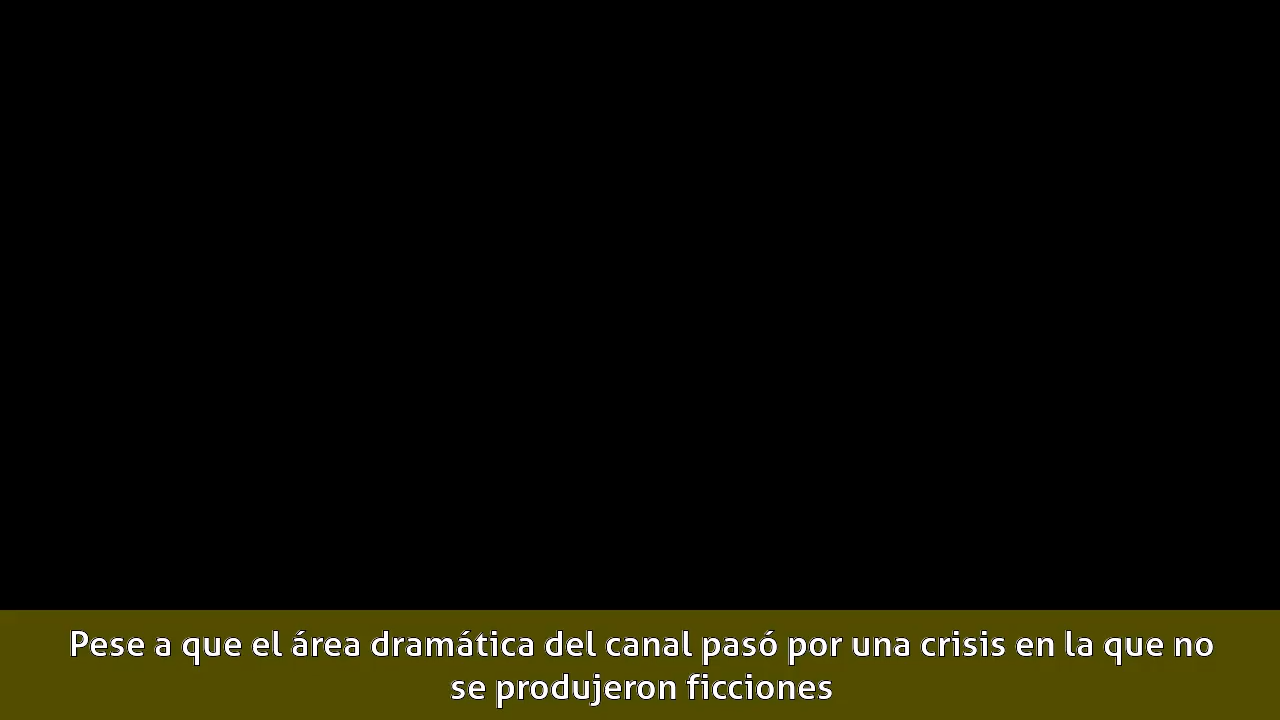 Pese a que el área dramática del canal pasó por una crisis en la que no
se produjeron ficciones